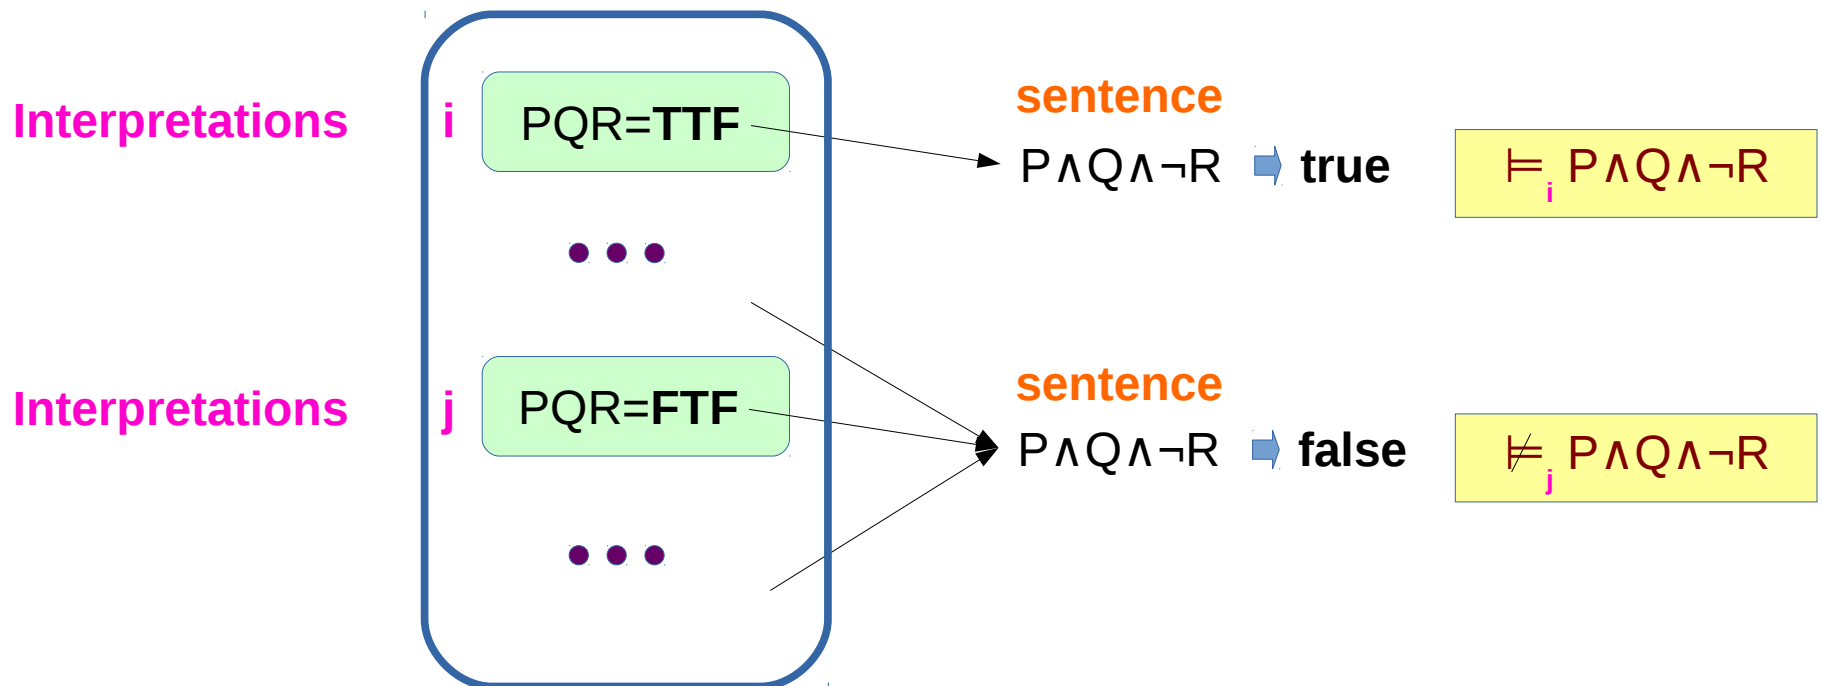 Interpretations i PQR=TTF
sentence
P∧Q∧¬R true
⊨i P∧Q∧¬R
Interpretations j PQR=FTF
sentence
P∧Q∧¬R false
⊭j P∧Q∧¬R